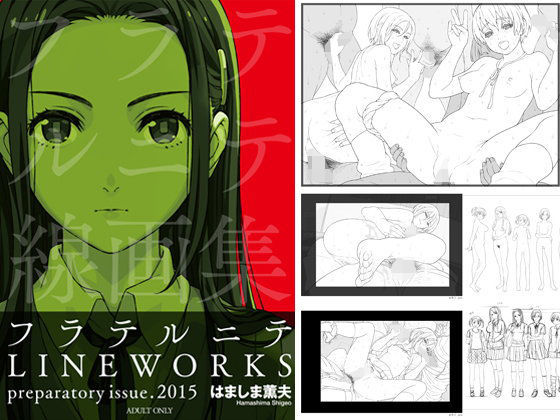 フラテ
ルニテ
線画集
フラテルニテ
LINEWORKS
preparatory issue.2015
はましま薫夫
Hamashima Shigeo
ADULT ONLY